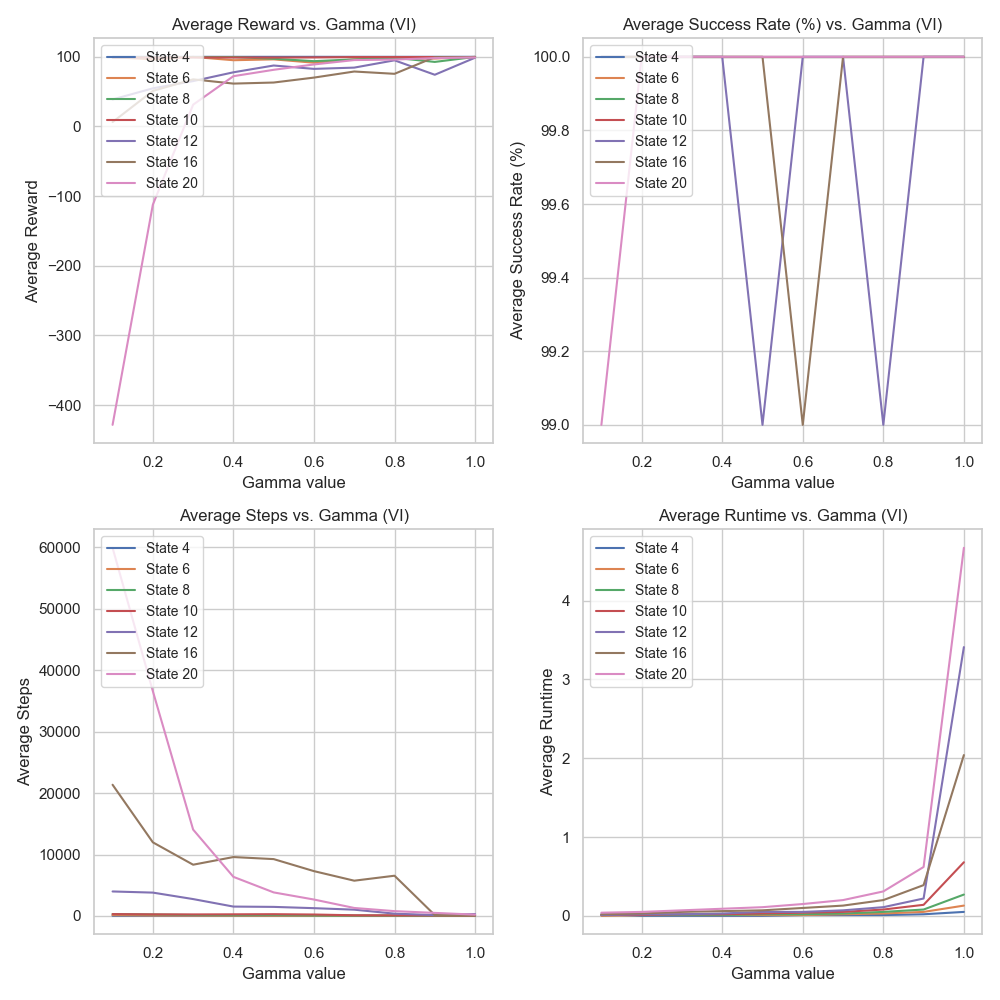 Average Reward vs. Gamma (VI)
100
0
−100
−200
−300
−400
Average Reward
State 4
State 6
State 8
State 10
State 12
State 16
State 20
0.2 0.4 0.6 0.8 1.0
Gamma value
Average Success Rate (%) vs. Gamma (VI)
100.0
99.8
99.6
99.4
99.2
99.0
Average Success Rate (%)
State 4
State 6
State 8
State 10
State 12
State 16
State 20
0.2 0.4 0.6 0.8 1.0
Gamma value
Average Steps vs. Gamma (VI)
60000
50000
40000
30000
20000
10000
0
Average Steps
State 4
State 6
State 8
State 10
State 12
State 16
State 20
0.2 0.4 0.6 0.8 1.0
Gamma value
Average Runtime vs. Gamma (VI)
4
3
2
1
0
Average Runtime
State 4
State 6
State 8
State 10
State 12
State 16
State 20
0.2 0.4 0.6 0.8 1.0
Gamma value